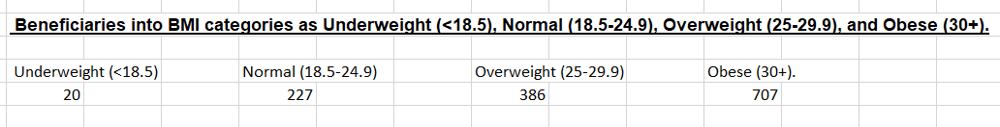 Beneficiaries into BMI categories as Underweight (<18.5), Normal (18.5-24.9), Overweight (25-29.9), and Obese (30+).
Underweight (<18.5) Normal (18.5-24.9) Overweight (25-29.9) Obese (30+).
20 227 386 707